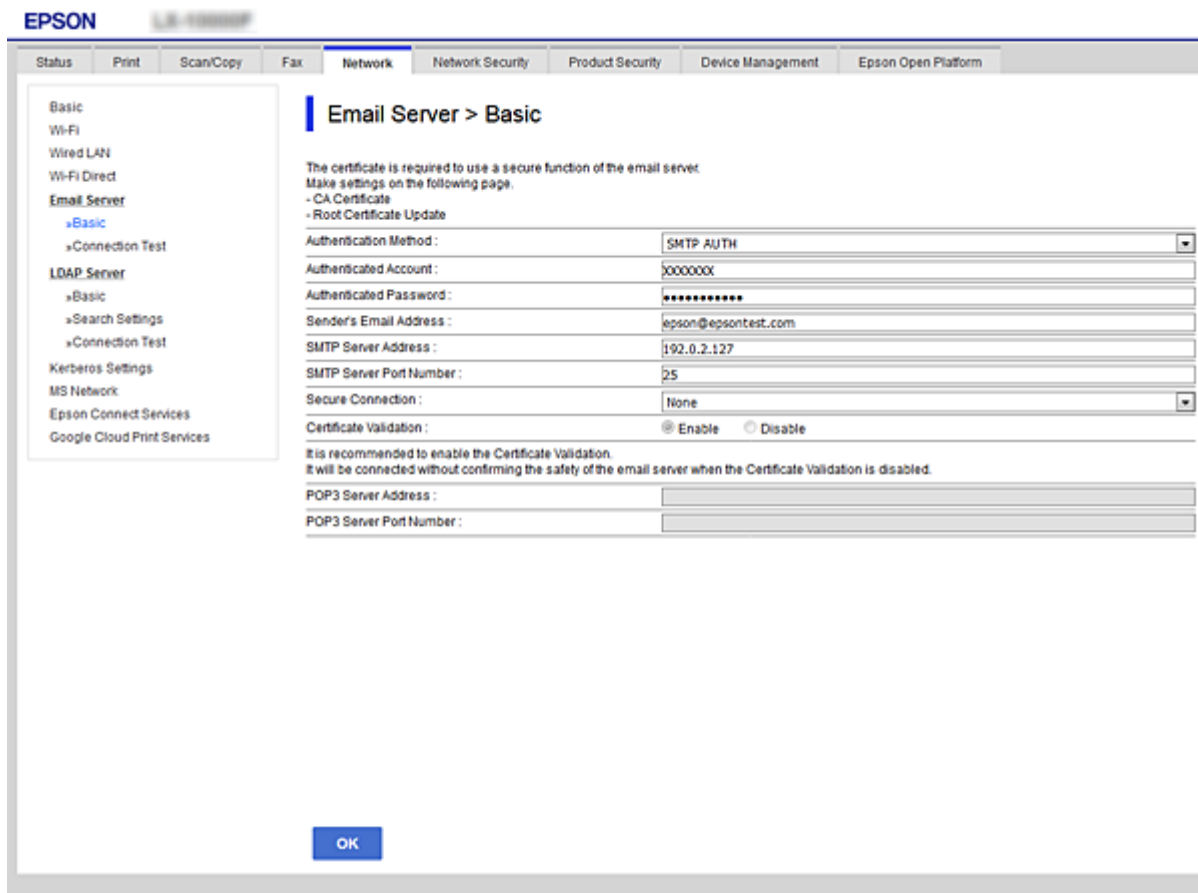 EPSON
Status Print Scan/Copy Fax Network Network Security Product Security Device Management Epson Open Platform
Basic
Wi-Fi
Wired LAN
Wi-Fi Direct
Email Server
»Basic
»Connection Test
LDAP Server
»Basic
»Search Settings
»Connection Test
Kerberos Settings
MS Network
Epson Connect Services
Google Cloud Print Services
Email Server > Basic
The certificate is required to use a secure function of the email server.
Make settings on the following page.
- CA Certificate
- Root Certificate Update
Authentication Method : SMTP AUTH
Authenticated Account : XXXXXXX
Authenticated Password : •••••••••••
Sender's Email Address : epson@epsontest.com
SMTP Server Address : 192.0.2.127
SMTP Server Port Number : 25
Secure Connection : None
Certificate Validation : Enable Disable
It is recommended to enable the Certificate Validation.
It will be connected without confirming the safety of the email server when the Certificate Validation is disabled.
POP3 Server Address :
POP3 Server Port Number :
OK